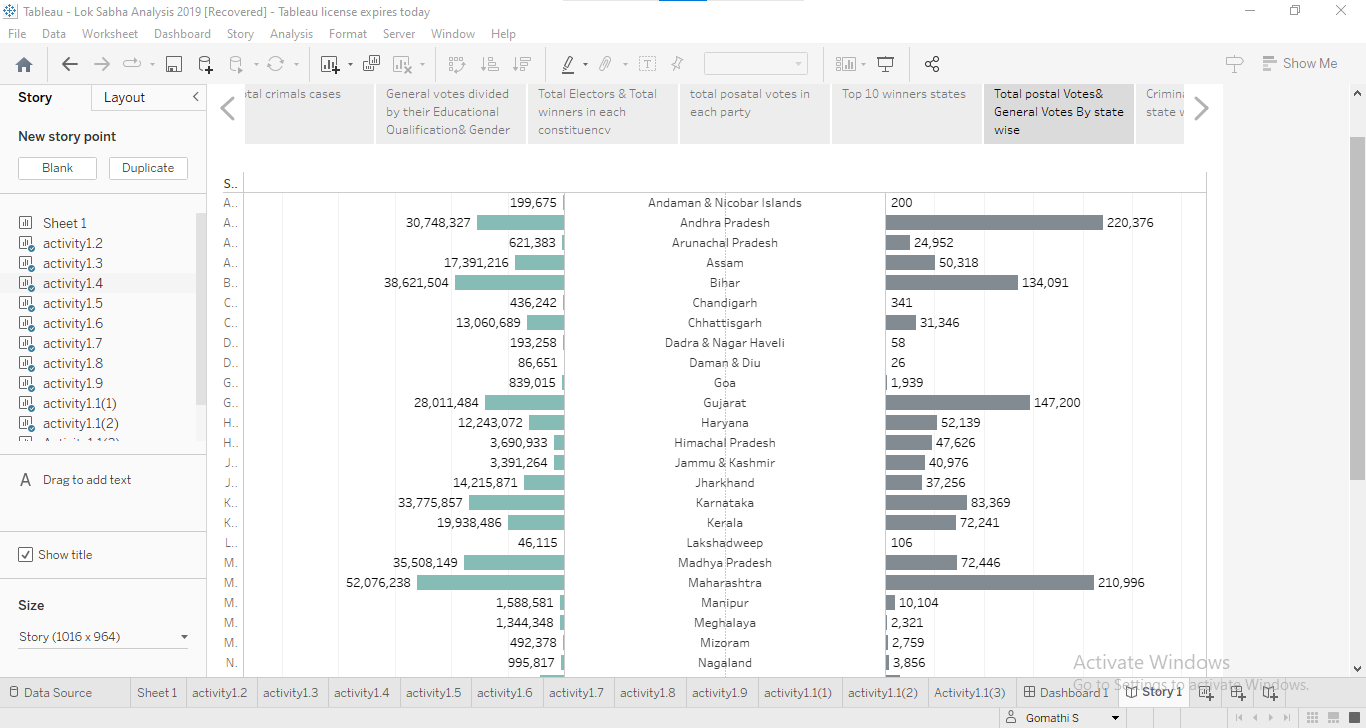 Tableau - Lok Sabha Analysis 2019 [Recovered] - Tableau license expires today
File Data Worksheet Dashboard Story Analysis Format Server Window Help
Show Me
Story Layout
New story point
Blank Duplicate
Sheet 1
activity1.2
activity1.3
activity1.4
activity1.5
activity1.6
activity1.7
activity1.8
activity1.9
activity1.1(1)
activity1.1(2)
A Drag to add text
Show title
Size
Story (1016 x 964)
tal crimals cases
General votes divided
by their Educational
Qualification& Gender
Total Electors & Total
winners in each
constituency
total posatal votes in
each party
Top 10 winners states
Total postal Votes&
General Votes By state
wise
Crimin
state w
S..
A.. 199,675 Andaman & Nicobar Islands 200
A.. 30,748,327 Andhra Pradesh 220,376
A.. 621,383 Arunachal Pradesh 24,952
A.. 17,391,216 Assam 50,318
B.. 38,621,504 Bihar 134,091
C.. 436,242 Chandigarh 341
C.. 13,060,689 Chhattisgarh 31,346
D.. 193,258 Dadra & Nagar Haveli 58
D.. 86,651 Daman & Diu 26
G.. 839,015 Goa 1,939
G.. 28,011,484 Gujarat 147,200
H.. 12,243,072 Haryana 52,139
H.. 3,690,933 Himachal Pradesh 47,626
J.. 3,391,264 Jammu & Kashmir 40,976
J.. 14,215,871 Jharkhand 37,256
K.. 33,775,857 Karnataka 83,369
K.. 19,938,486 Kerala 72,241
L.. 46,115 Lakshadweep 106
M. 35,508,149 Madhya Pradesh 72,446
M. 52,076,238 Maharashtra 210,996
M. 1,588,581 Manipur 10,104
M. 1,344,348 Meghalaya 2,321
M. 492,378 Mizoram 2,759
N. 995,817 Nagaland 3,856
Activate Windows
Go to Settings to activate Windows.
Data Source Sheet 1 activity1.2 activity1.3 activity1.4 activity1.5 activity1.6 activity1.7 activity1.8 activity1.9 activity1.1(1) activity1.1(2) Activity1.1(3) Dashboard 1 Story 1
Gomathi S